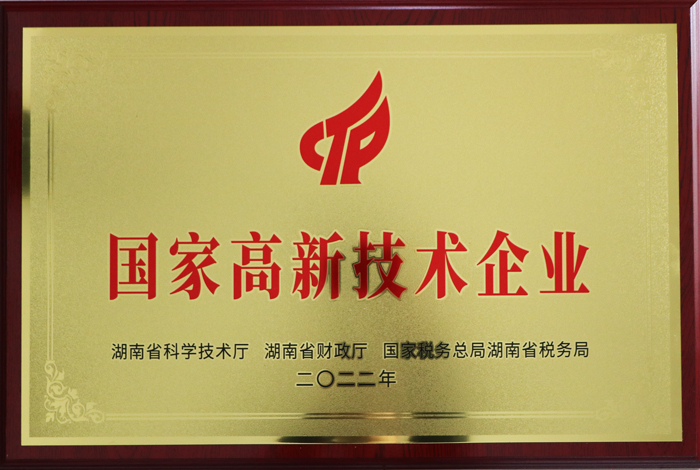 CTP
国家高新技术企业
湖南省科学技术厅 湖南省财政厅 国家税务总局湖南省税务局
二〇二二年